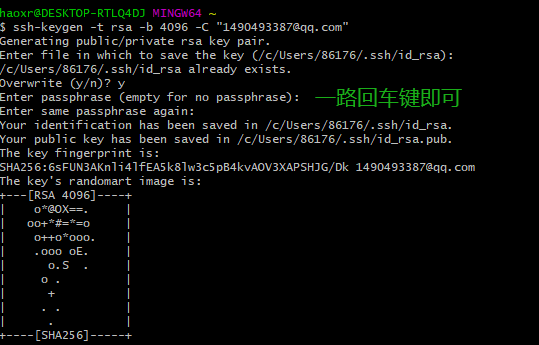 haoxr@DESKTOP-RTLQ4DJ MINGW64 ~
$ ssh-keygen -t rsa -b 4096 -C "1490493387@qq.com"
Generating public/private rsa key pair.
Enter file in which to save the key (/c/Users/86176/.ssh/id_rsa):
/c/Users/86176/.ssh/id_rsa already exists.
Overwrite (y/n)? y
Enter passphrase (empty for no passphrase): 一路回车键即可
Enter same passphrase again:
Your identification has been saved in /c/Users/86176/.ssh/id_rsa.
Your public key has been saved in /c/Users/86176/.ssh/id_rsa.pub.
The key fingerprint is:
SHA256:6sFUN3AKnli4lfEA5k8lw3c5pB4kvAOV3XAPSHJG/Dk 1490493387@qq.com
The key's randomart image is:
+---[RSA 4096]----+
|    o*@OX==.     |
|   oo+*#=*=o     |
|    o++o*ooo.    |
|    .ooo oE.     |
|      o.S  .     |
|     o .         |
|      +          |
|     . .         |
|      .          |
+----[SHA256]-----+